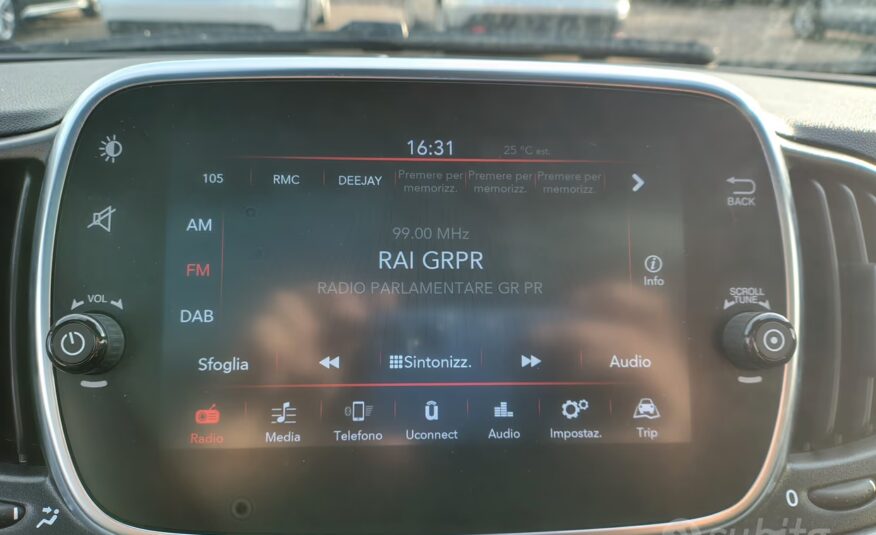 16:31 25 °C est.
105 RMC DEEJAY Premere per memorizz. Premere per memorizz. Premere per memorizz.
BACK
AM
99.00 MHz
FM RAI GRPR
Info
RADIO PARLAMENTARE GR PR
VOL
SCROLL
TUNE
DAB
Sfoglia Sintonizz. Audio
Radio Media Telefono Uconnect Audio Impostaz. Trip
0
subito